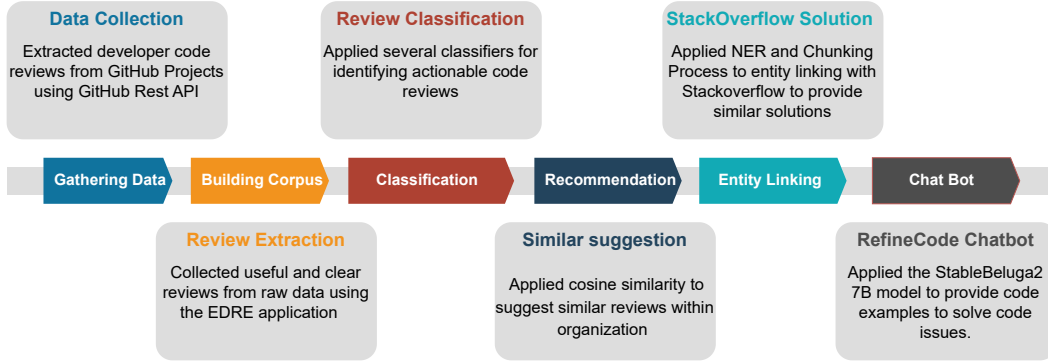 Data Collection
Extracted developer code
reviews from GitHub Projects
using GitHub Rest API
Review Classification
Applied several classifiers for
identifying actionable code
reviews
StackOverflow Solution
Applied NER and Chunking
Process to entity linking with
Stackoverflow to provide
similar solutions
Gathering Data
Building Corpus
Classification
Recommendation
Entity Linking
Chat Bot
Review Extraction
Collected useful and clear
reviews from raw data using
the EDRE application
Similar suggestion
Applied cosine similarity to
suggest similar reviews within
organization
RefineCode Chatbot
Applied the StableBeluga2
7B model to provide code
examples to solve code
issues.